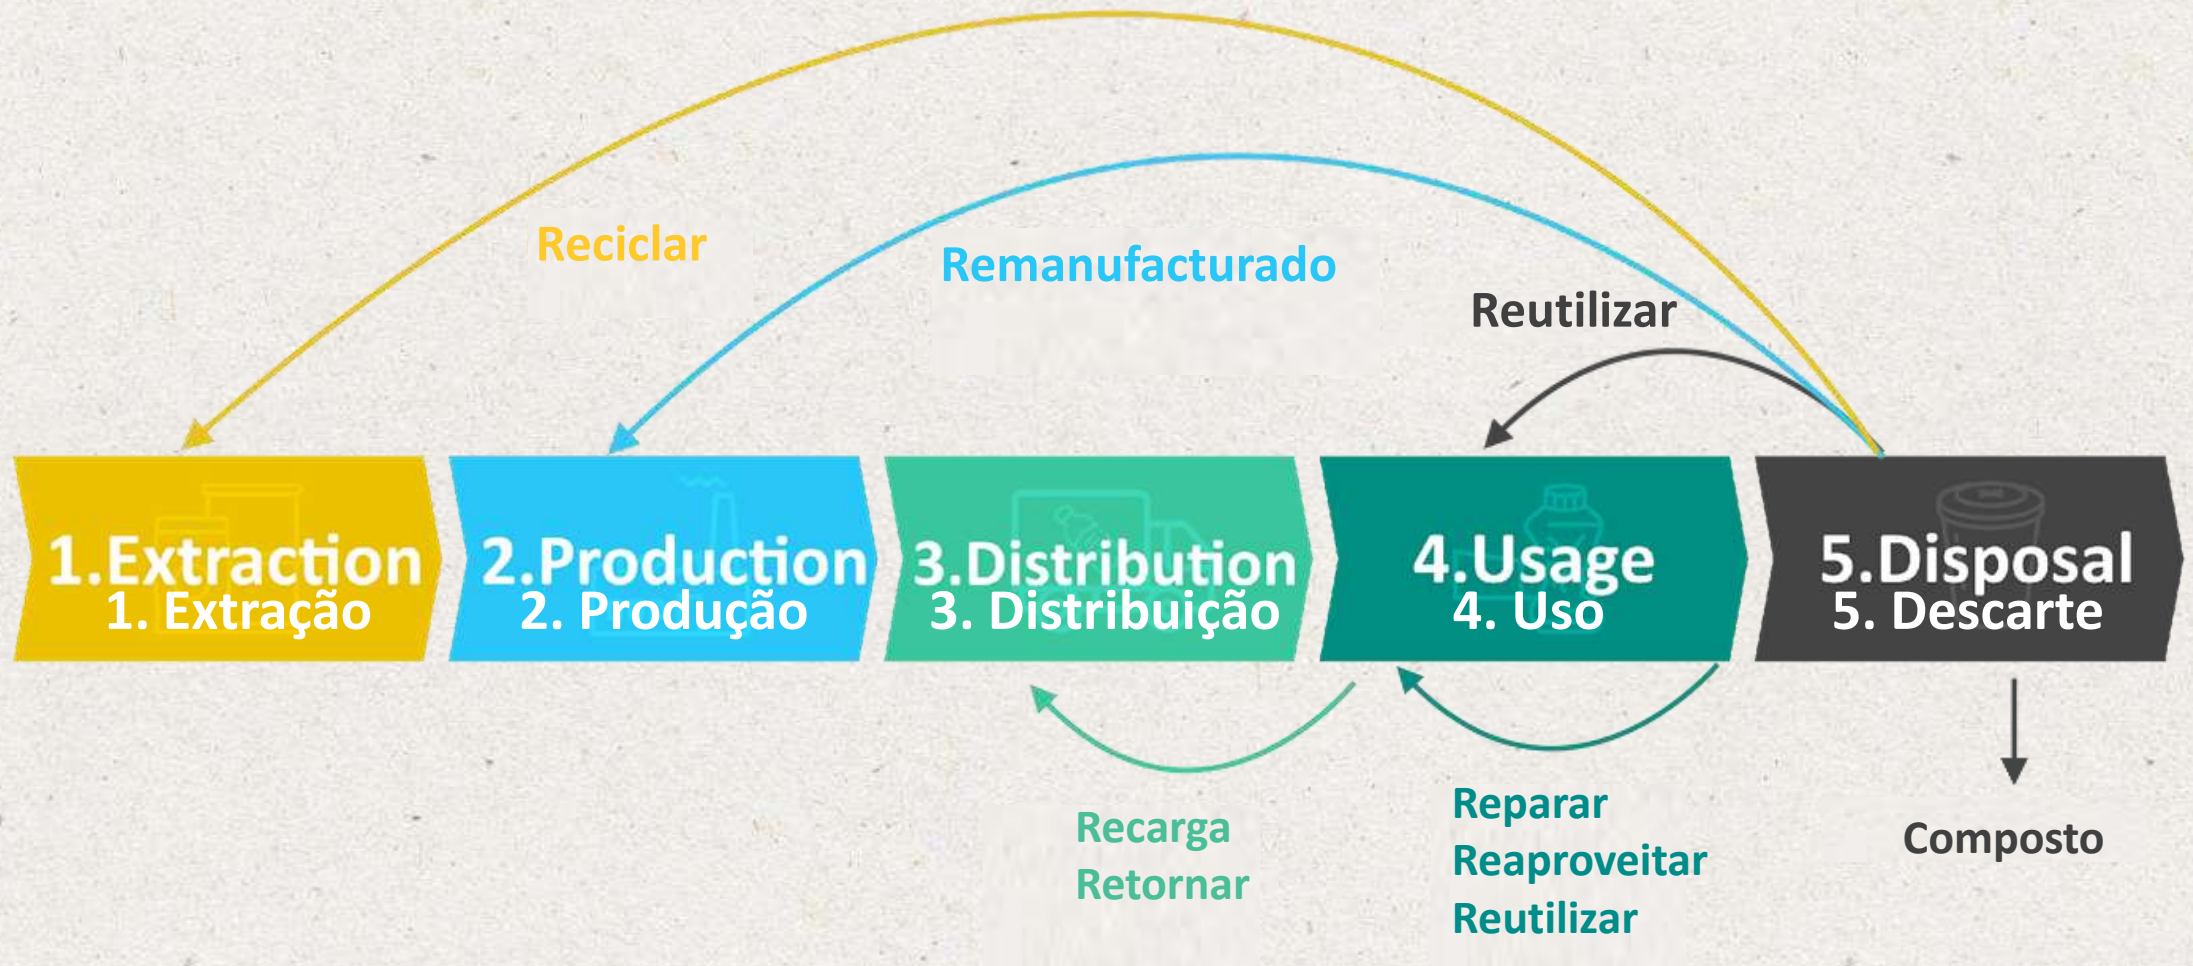 Reciclar
Remanufacturado
Reutilizar
1.Extraction
1. Extração
2.Production
2. Produção
3.Distribution
3. Distribuição
4.Usage
4. Uso
5.Disposal
5. Descarte
Recarga
Retornar
Reparar
Reaproveitar
Reutilizar
Composto